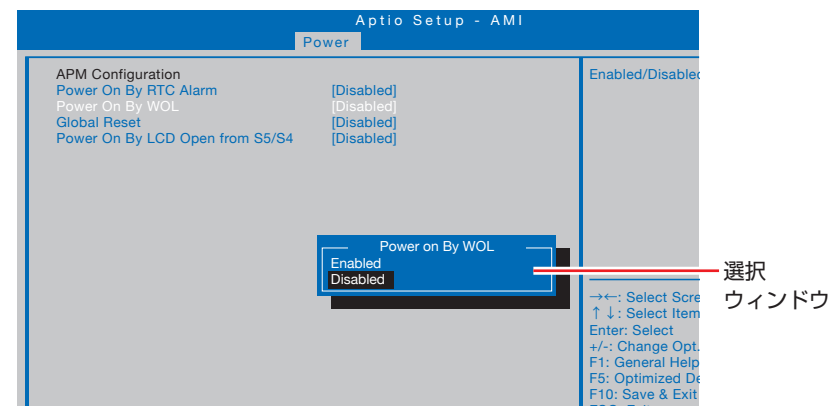 Aptio Setup - AMI
Power
APM Configuration
Power On By RTC Alarm [Disabled]
Power On By WOL [Disabled]
Global Reset [Disabled]
Power On By LCD Open from S5/S4 [Disabled]
Enabled/Disabled
Power on By WOL
Enabled
Disabled
選択
ウィンドウ
→←: Select Scre
↑↓: Select Item
Enter: Select
+/-: Change Opt.
F1: General Help
F5: Optimized De
F10: Save & Exit